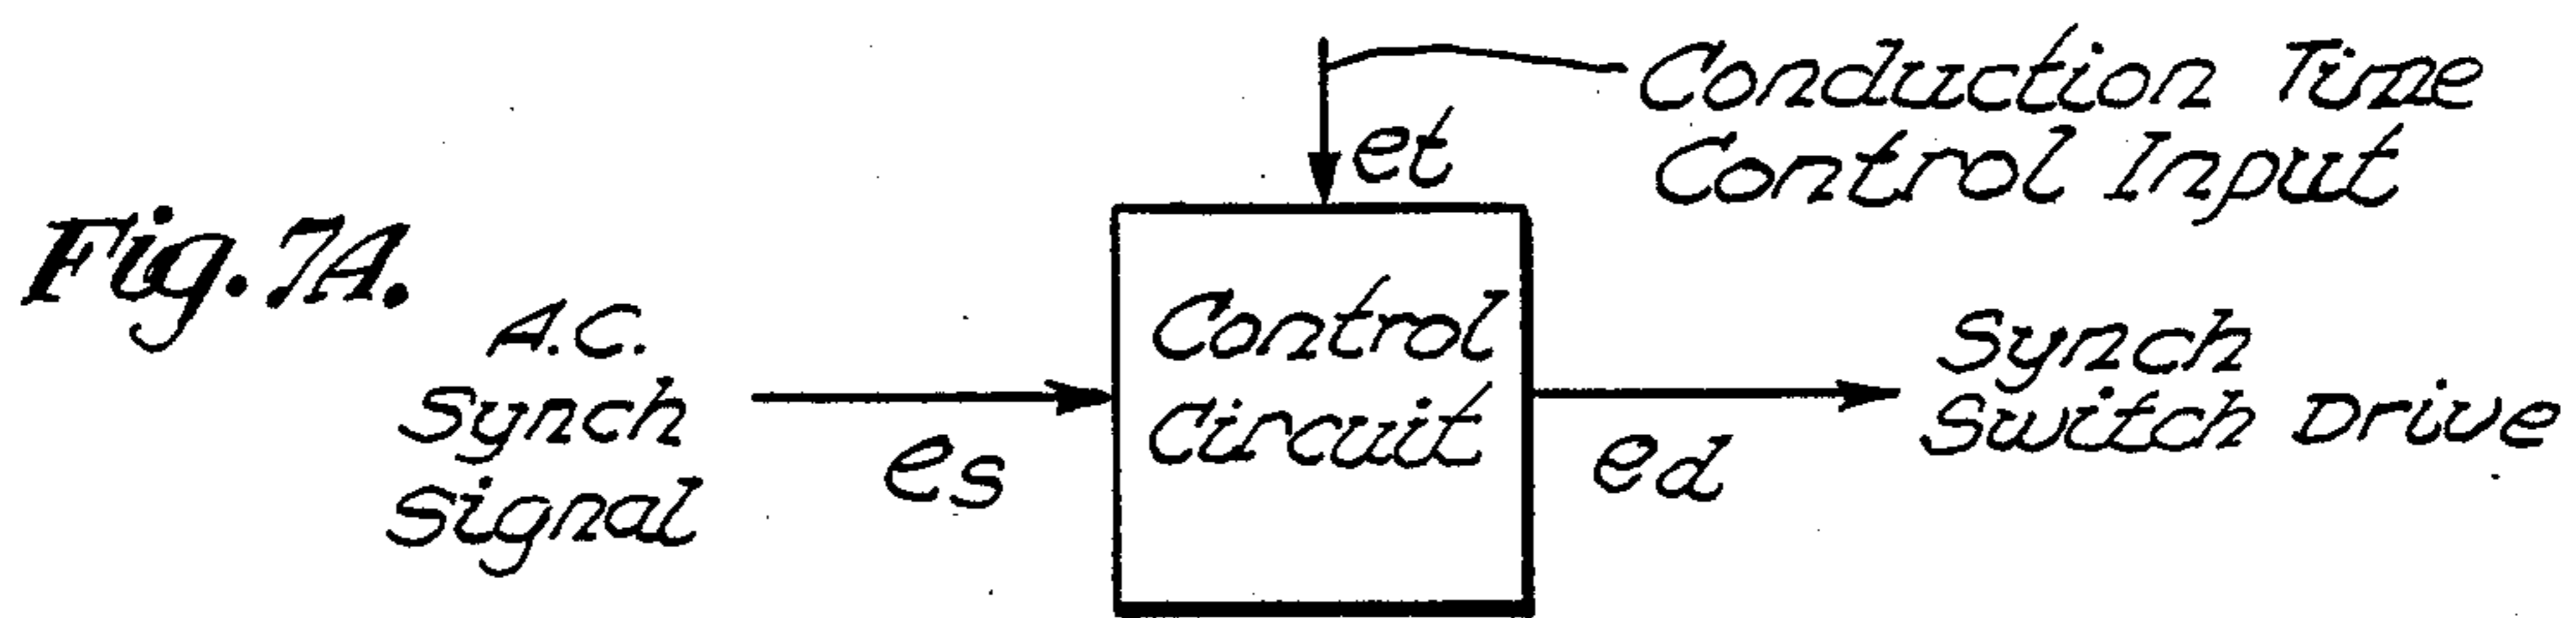 Fig. 7A.
Conduction Time
Control Input
et
A.C.
Synch
Signal
es
Control
Circuit
ed
Synch
Switch Drive